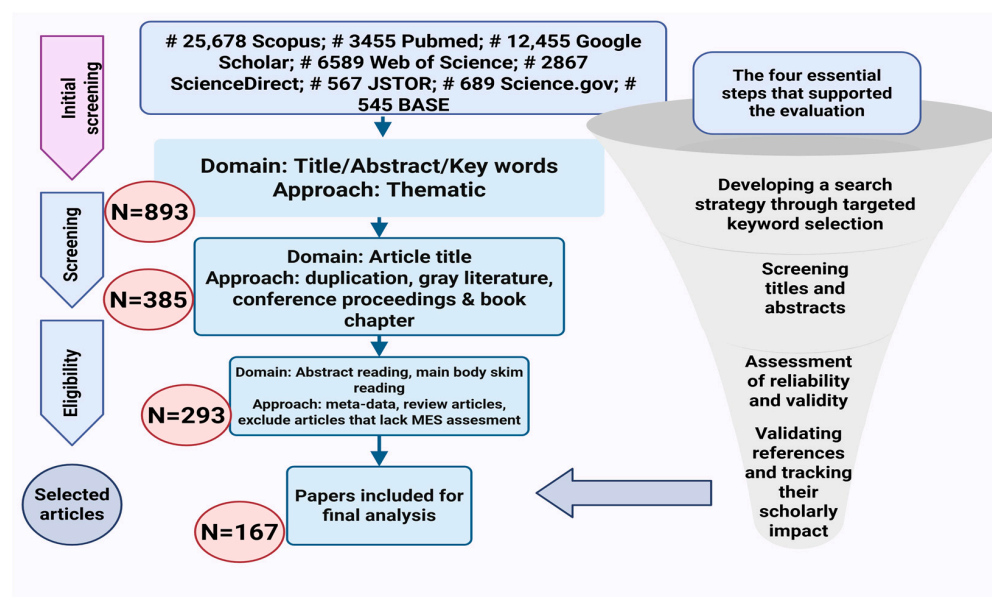 Initial
screening
# 25,678 Scopus; # 3455 Pubmed; # 12,455 Google
Scholar; # 6589 Web of Science; # 2867
ScienceDirect; # 567 JSTOR; # 689 Science.gov; #
545 BASE
Domain: Title/Abstract/Key words
Approach: Thematic
N=893
Screening
Domain: Article title
Approach: duplication, gray literature,
conference proceedings & book
chapter
N=385
Eligibility
Domain: Abstract reading, main body skim
reading
Approach: meta-data, review articles,
exclude articles that lack MES assesment
N=293
Selected
articles
Papers included for
final analysis
N=167
The four essential
steps that supported
the evaluation
Developing a search
strategy through targeted
keyword selection
Screening
titles and
abstracts
Assessment
of reliability
and validity
Validating
references
and tracking
their
scholarly
impact